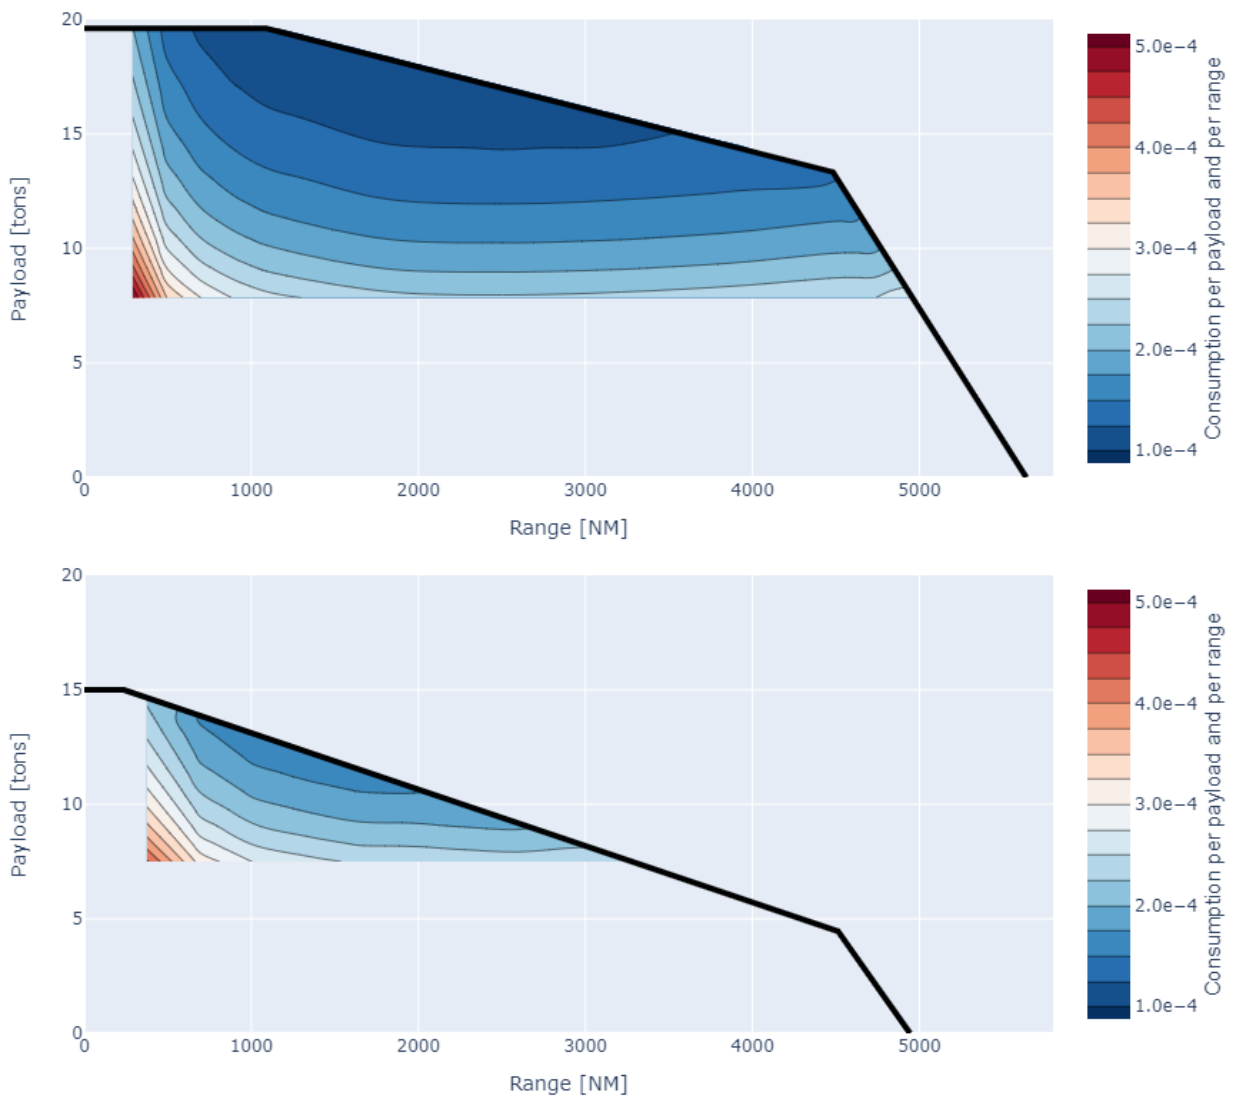 20
15
10
5
0
Payload [tons]
0 1000 2000 3000 4000 5000
Range [NM]
5.0e−4
4.0e−4
3.0e−4
2.0e−4
1.0e−4
Consumption per payload and per range
20
15
10
5
0
Payload [tons]
0 1000 2000 3000 4000 5000
Range [NM]
5.0e−4
4.0e−4
3.0e−4
2.0e−4
1.0e−4
Consumption per payload and per range